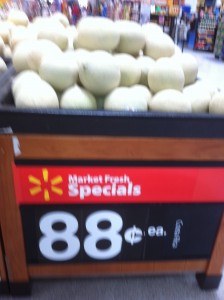 Market Fresh
Specials
88¢ ea.